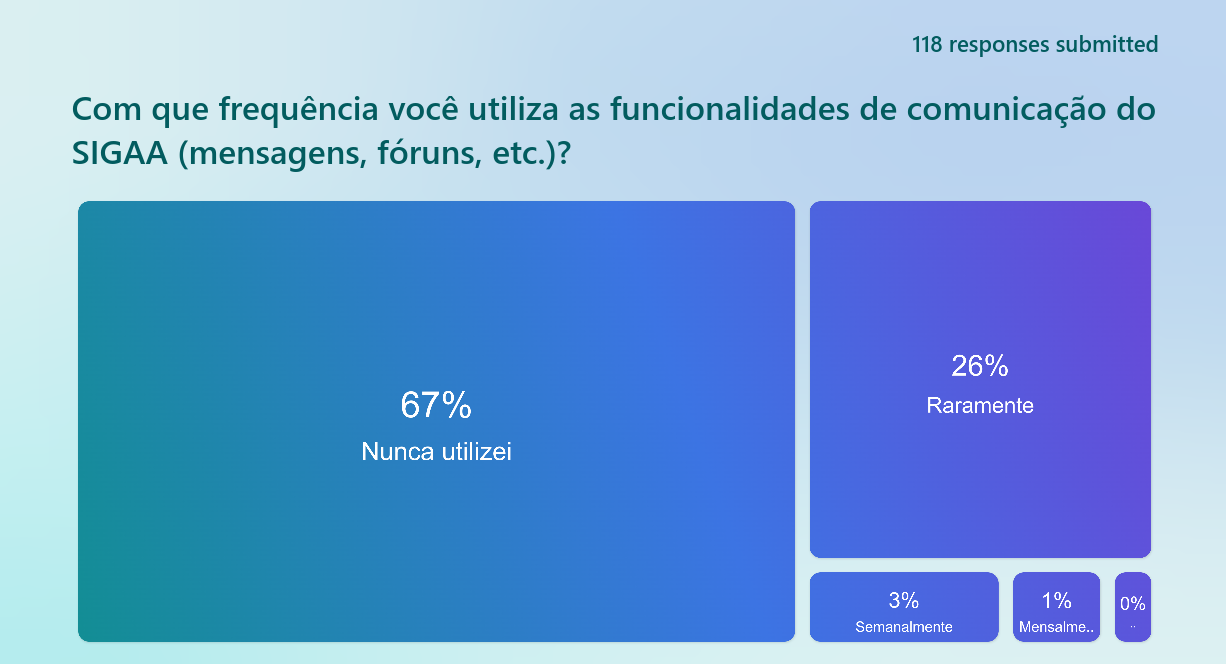 118 responses submitted
Com que frequência você utiliza as funcionalidades de comunicação do
SIGAA (mensagens, fóruns, etc.)?
67%
Nunca utilizei
26%
Raramente
3%
Semanalmente
1%
Mensalme..
0%
..